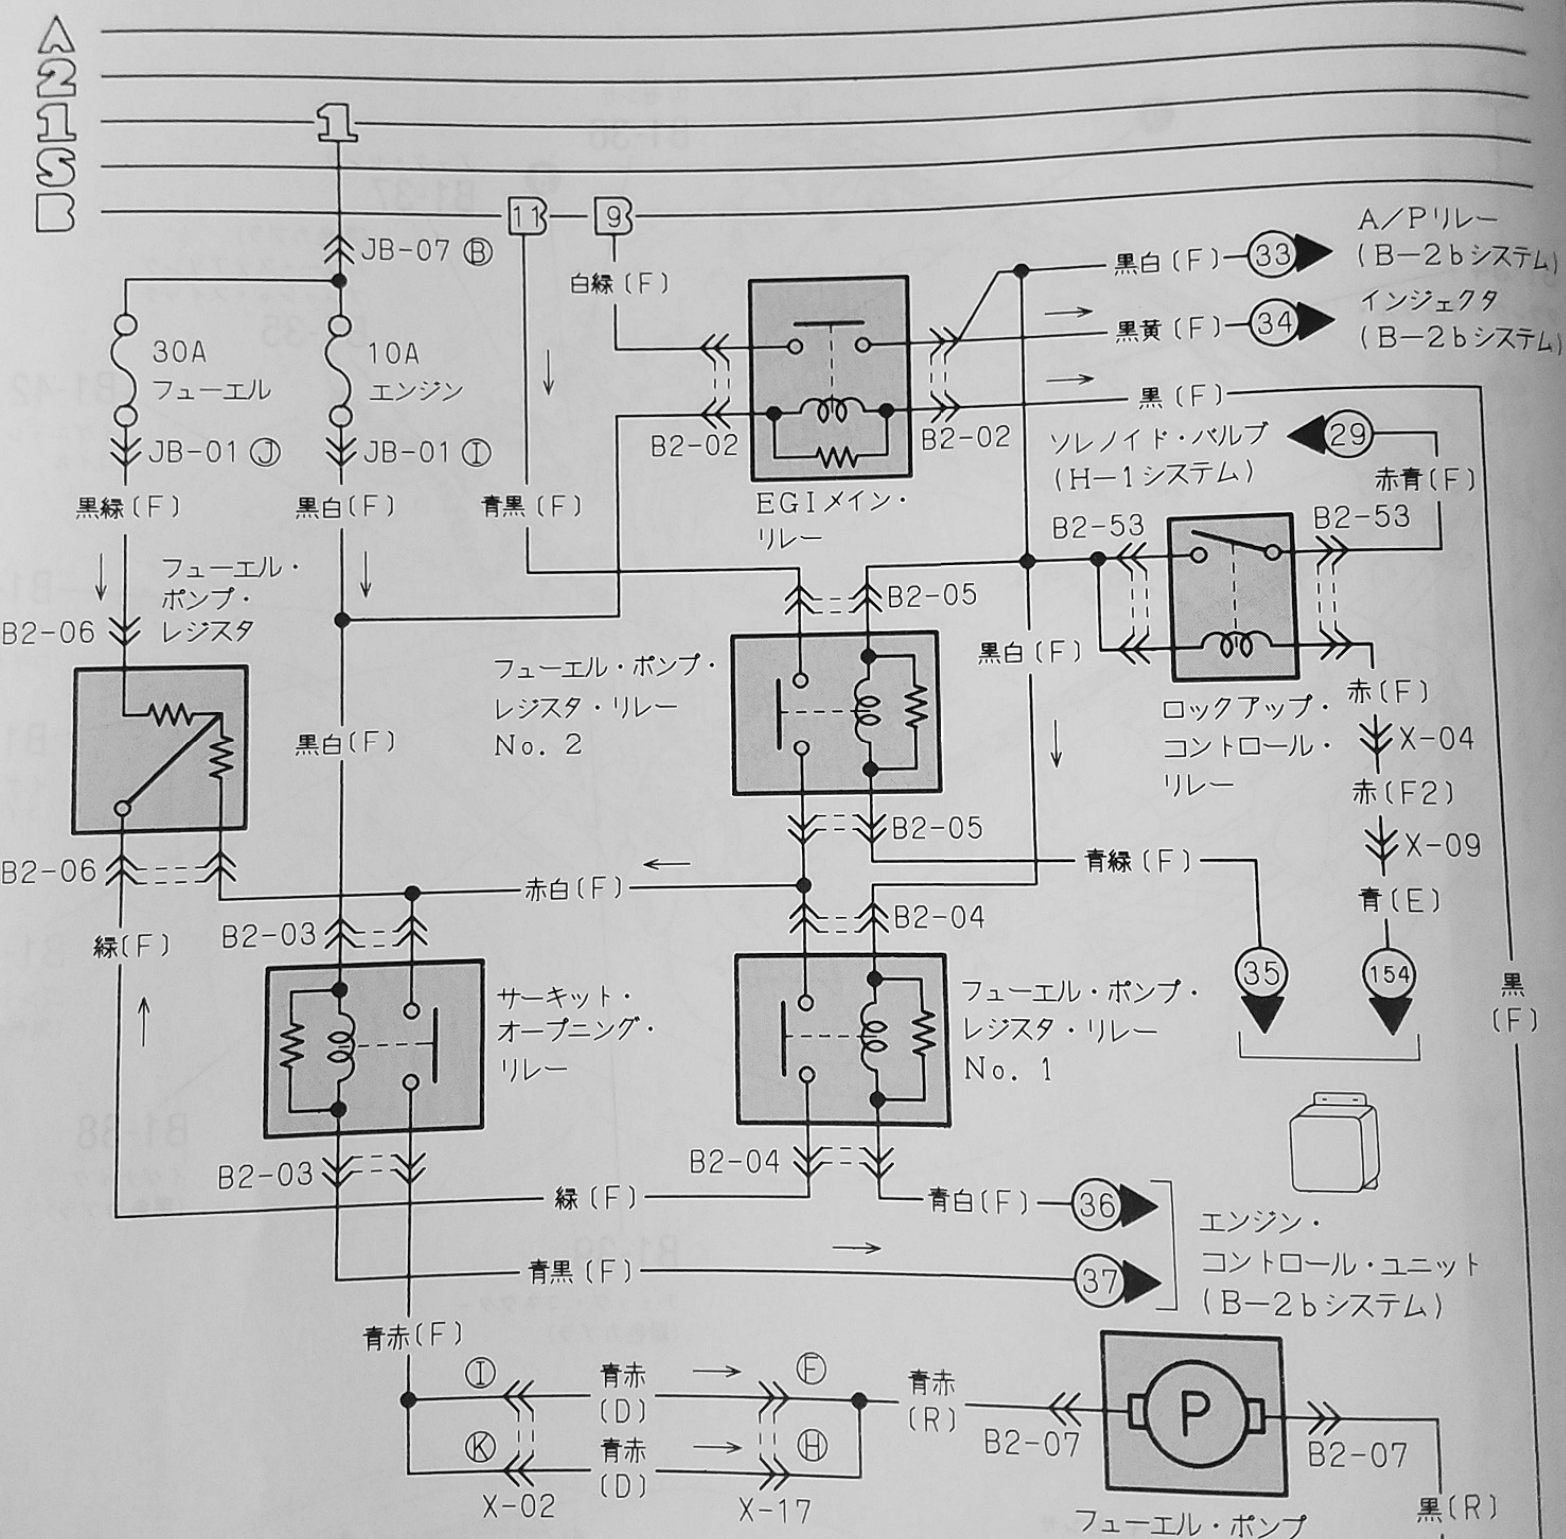 A
2
1
1
S
B
11
9
JB-07 Ⓑ
30A
フューエル
10A
エンジン
JB-01 Ⓙ
JB-01 Ⓘ
黒緑(F)
黒白(F)
青黒(F)
白緑(F)
B2-02
B2-02
EGIメイン・
リレー
黒白(F)
33
A/Pリレー
(B-2bシステム)
黒黄(F)
34
インジェクタ
(B-2bシステム)
黒(F)
ソレノイド・バルブ
(H-1システム)
29
赤青(F)
B2-53
B2-53
フューエル・
ポンプ・
レジスタ
B2-06
B2-05
フューエル・ポンプ・
レジスタ・リレー
No. 2
黒白(F)
黒白(F)
ロックアップ・
コントロール・
リレー
赤(F)
X-04
赤(F2)
X-09
青(E)
B2-05
青緑(F)
B2-06
赤白(F)
B2-03
B2-04
緑(F)
35
154
黒
(F)
サーキット・
オープニング・
リレー
フューエル・ポンプ・
レジスタ・リレー
No. 1
B2-03
B2-04
緑(F)
青白(F)
36
青黒(F)
37
エンジン・
コントロール・ユニット
(B-2bシステム)
青赤(F)
Ⓘ
青赤
(D)
Ⓕ
青赤
(R)
Ⓚ
青赤
(D)
Ⓗ
X-02
X-17
B2-07
P
B2-07
フューエル・ポンプ
黒(R)